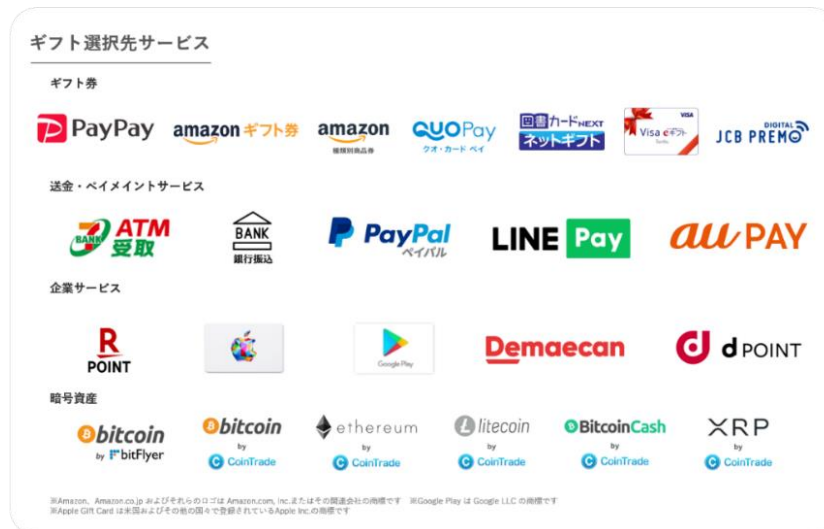 ギフト選択先サービス
ギフト券
PayPay
amazon ギフト券
amazon
種類別商品券
QUOPay
クオ・カード ペイ
図書カードNEXT
ネットギフト
VISA
Visa eギフト
DIGITAL
JCB PREMO
送金・ペイメントサービス
BANK
ATM
受取
BANK
銀行振込
PayPal
ペイパル
LINE Pay
au PAY
企業サービス
R
POINT
Google Play
Demaecan
d POINT
暗号資産
bitcoin
by bitFlyer
bitcoin
by
CoinTrade
ethereum
by
CoinTrade
litecoin
by
CoinTrade
BitcoinCash
by
CoinTrade
XRP
by
CoinTrade
※Amazon、Amazon.co.jp およびそれらのロゴは Amazon.com, Inc.またはその関連会社の商標です ※Google Play は Google LLC の商標です
※Apple Gift Card は米国およびその他の国々で登録されているApple Inc.の商標です